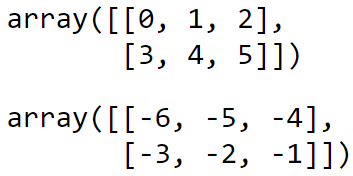 array([[0, 1, 2],
       [3, 4, 5]])
array([[-6, -5, -4],
       [-3, -2, -1]])